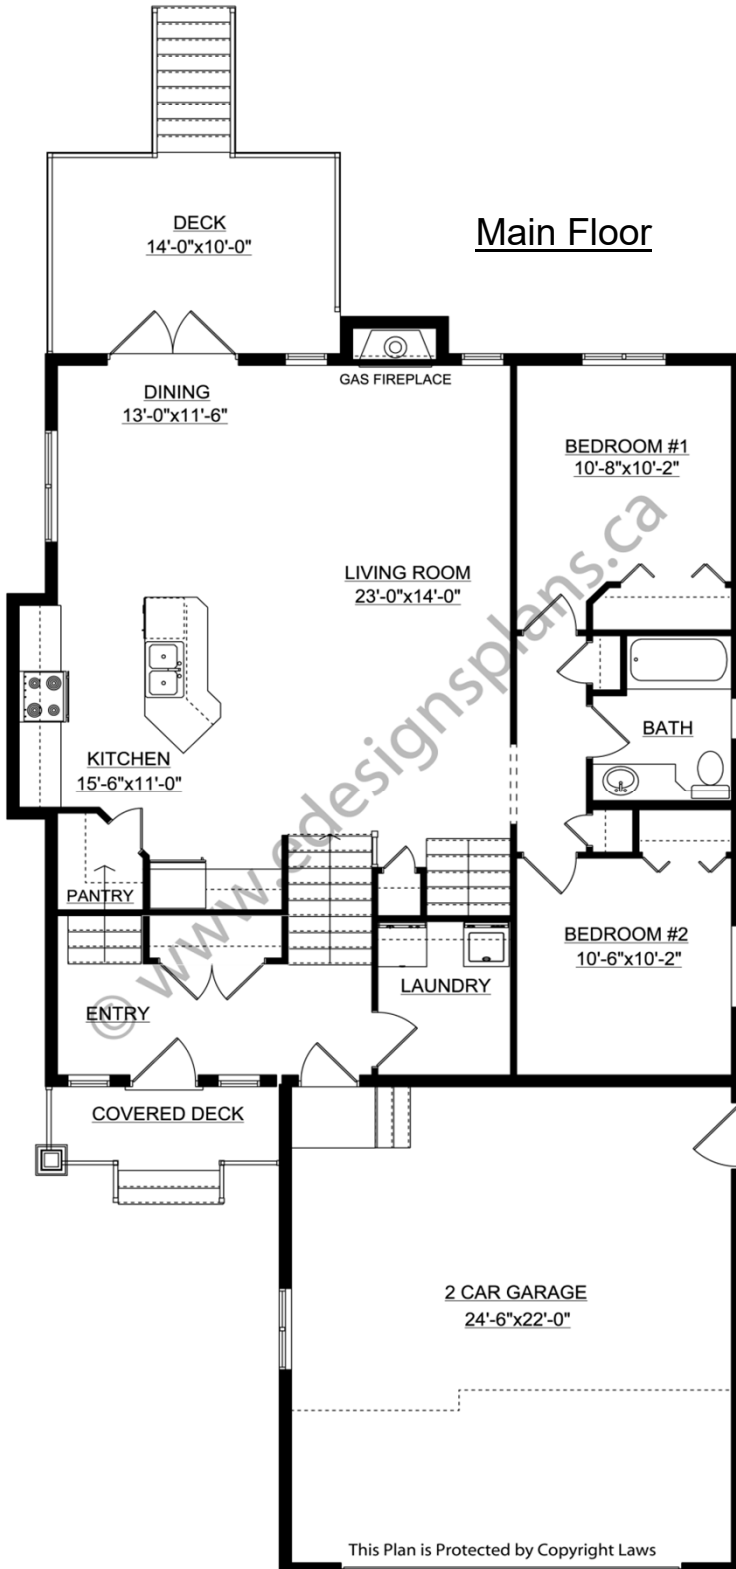 Main Floor
DECK
14'-0"x10'-0"
GAS FIREPLACE
DINING
13'-0"x11'-6"
BEDROOM #1
10'-8"x10'-2"
LIVING ROOM
23'-0"x14'-0"
BATH
KITCHEN
15'-6"x11'-0"
PANTRY
BEDROOM #2
10'-6"x10'-2"
LAUNDRY
ENTRY
© www.edesignsplans.ca
COVERED DECK
2 CAR GARAGE
24'-6"x22'-0"
This Plan is Protected by Copyright Laws